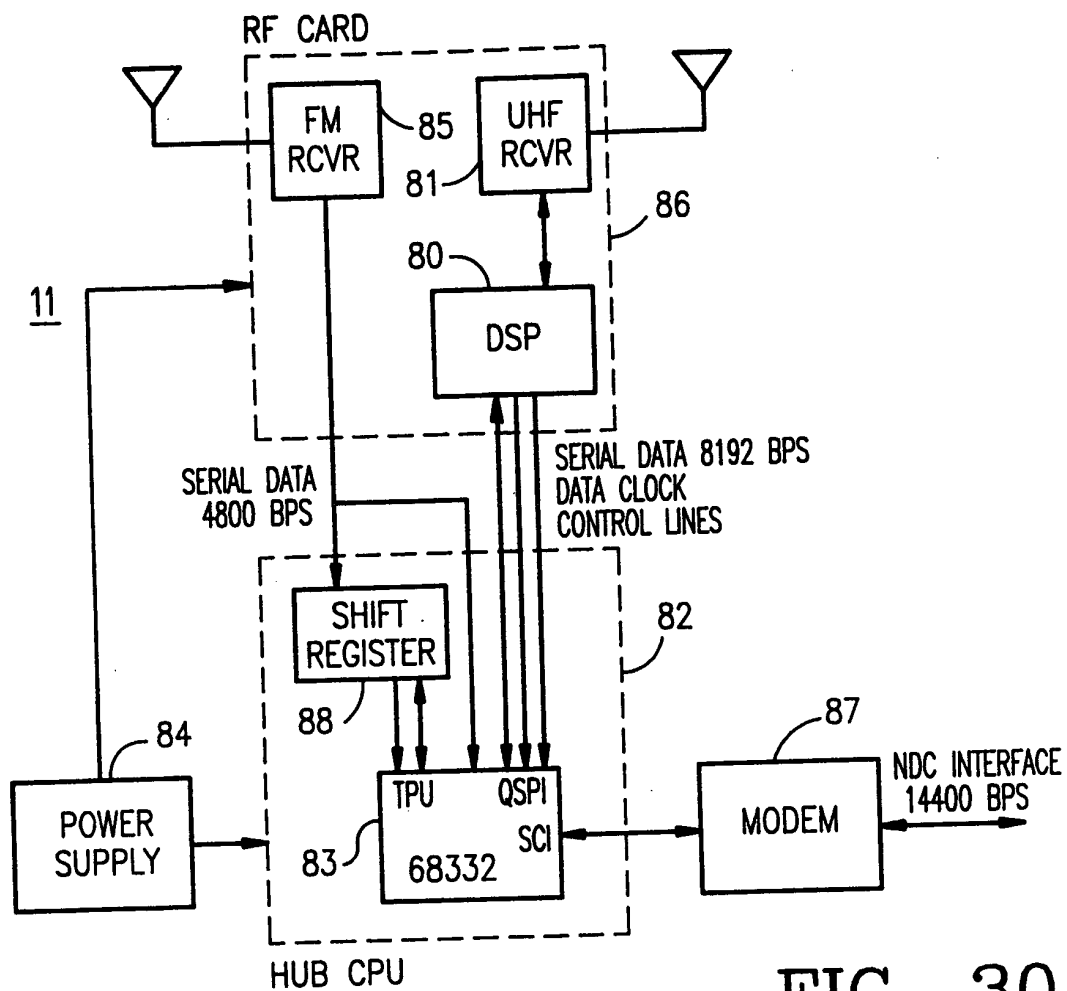 RF CARD
FM
RCVR
85
UHF
RCVR
81
86
80
11
DSP
SERIAL DATA
4800 BPS
SERIAL DATA 8192 BPS
DATA CLOCK
CONTROL LINES
SHIFT
REGISTER
88
82
84
87
POWER
SUPPLY
TPU
QSPI
SCI
83
68332
MODEM
NDC INTERFACE
14400 BPS
HUB CPU
FIG. 30